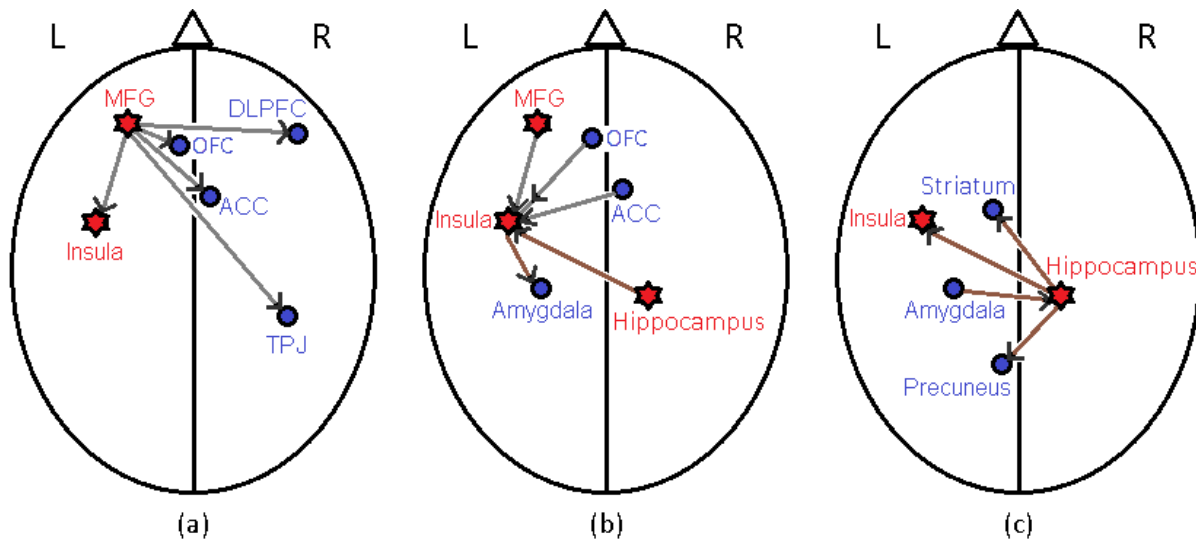 L R
MFG
DLPFC
OFC
ACC
Insula
TPJ
(a)
L R
MFG
OFC
ACC
Insula
Amygdala
Hippocampus
(b)
L R
Striatum
Insula
Hippocampus
Amygdala
Precuneus
(c)